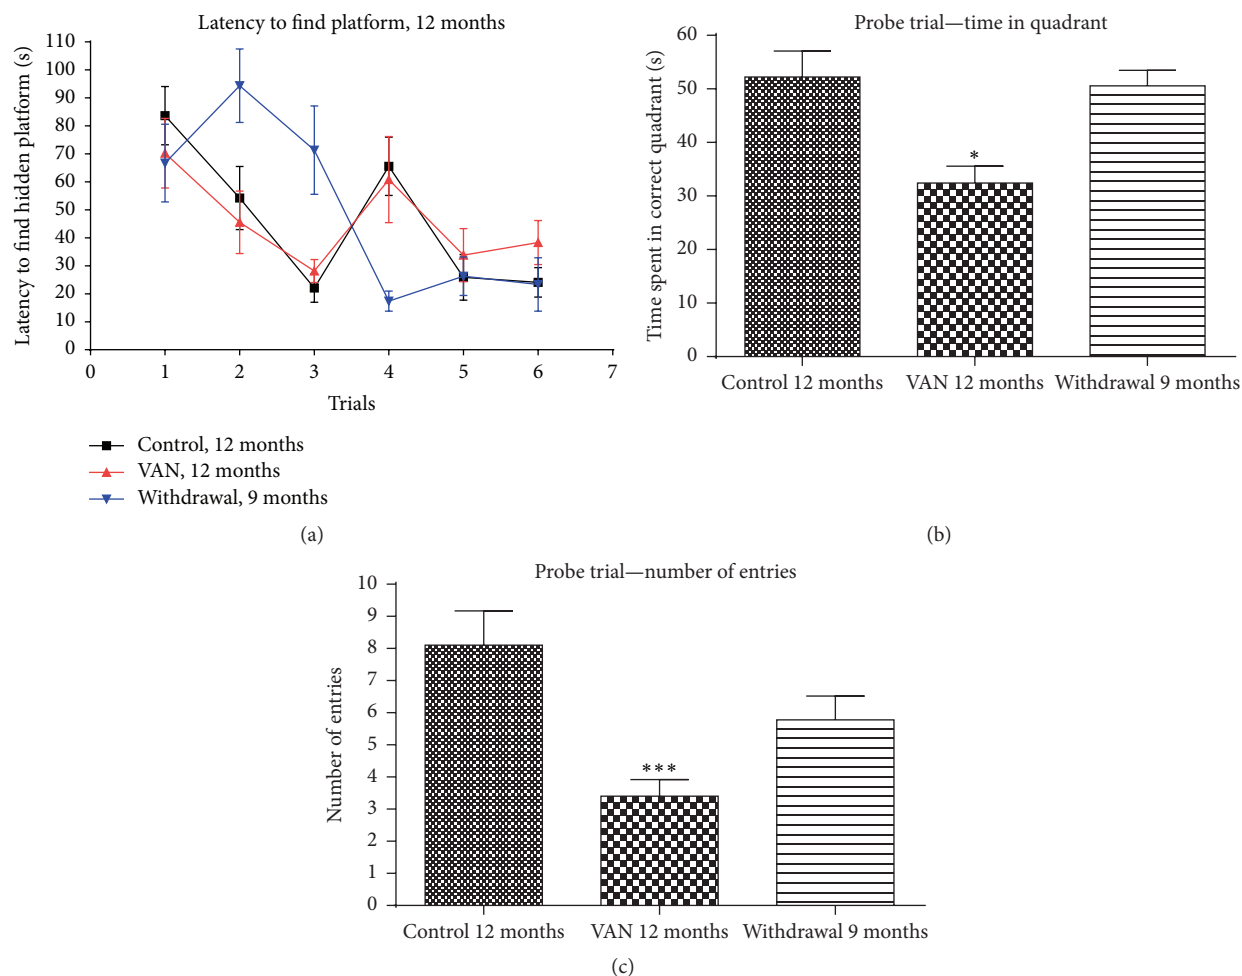 Latency to find platform, 12 months
Latency to find hidden platform (s)
110
100
90
80
70
60
50
40
30
20
10
0
0 1 2 3 4 5 6 7
Trials
Control, 12 months
VAN, 12 months
Withdrawal, 9 months
(a)
Probe trial—time in quadrant
Time spent in correct quadrant (s)
60
50
40
30
20
10
0
*
Control 12 months VAN 12 months Withdrawal 9 months
(b)
Probe trial—number of entries
Number of entries
10
9
8
7
6
5
4
3
2
1
0
***
Control 12 months VAN 12 months Withdrawal 9 months
(c)